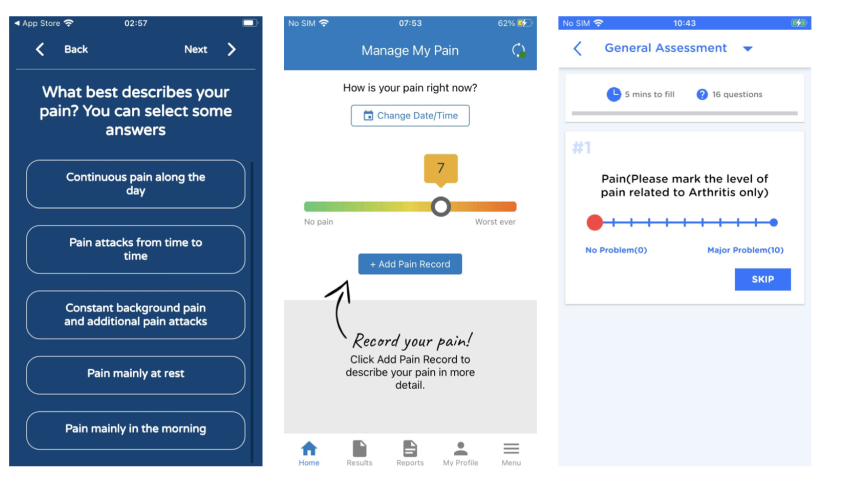 App Store
02:57
Back
Next
What best describes your
pain? You can select some
answers
Continuous pain along the
day
Pain attacks from time to
time
Constant background pain
and additional pain attacks
Pain mainly at rest
Pain mainly in the morning
No SIM
07:53
62%
Manage My Pain
How is your pain right now?
Change Date/Time
7
No pain
Worst ever
+ Add Pain Record
Record your pain!
Click Add Pain Record to
describe your pain in more
detail.
Home
Results
Reports
My Profile
Menu
No SIM
10:43
General Assessment
5 mins to fill
16 questions
#1
Pain(Please mark the level of
pain related to Arthritis only)
No Problem(0)
Major Problem(10)
SKIP